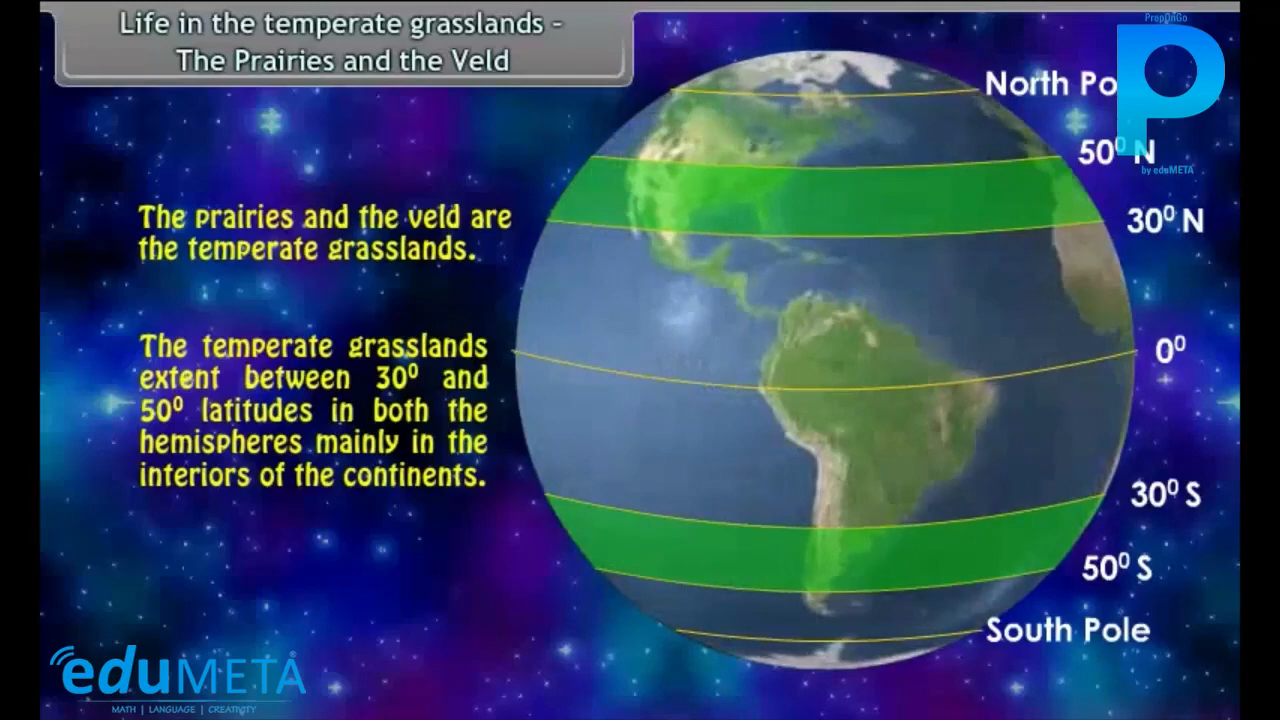 Life in the temperate grasslands –
The Prairies and the Veld
PrepOnGo
P
by eduMETA
North Po
50⁰ N
30⁰ N
The prairies and the veld are
the temperate grasslands.
The temperate grasslands
extent between 30⁰ and
50⁰ latitudes in both the
hemispheres mainly in the
interiors of the continents.
0⁰
30⁰ S
50⁰ S
South Pole
eduMETA
MATH | LANGUAGE | CREATIVITY